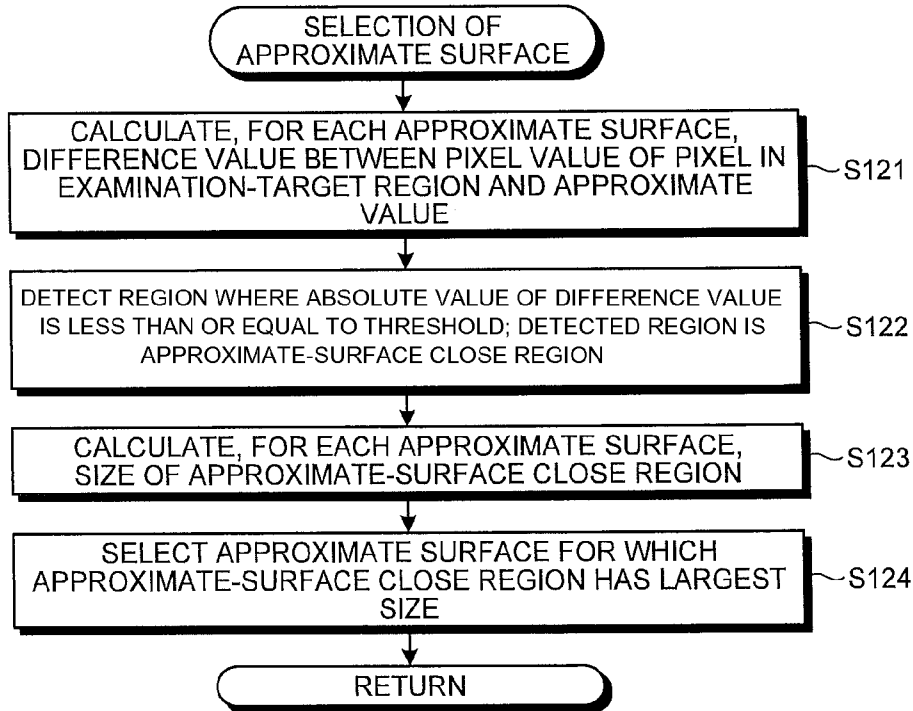 SELECTION OF
APPROXIMATE SURFACE
CALCULATE, FOR EACH APPROXIMATE SURFACE,
DIFFERENCE VALUE BETWEEN PIXEL VALUE OF PIXEL IN
EXAMINATION-TARGET REGION AND APPROXIMATE
VALUE
S121
DETECT REGION WHERE ABSOLUTE VALUE OF DIFFERENCE VALUE
IS LESS THAN OR EQUAL TO THRESHOLD; DETECTED REGION IS
APPROXIMATE-SURFACE CLOSE REGION
S122
CALCULATE, FOR EACH APPROXIMATE SURFACE,
SIZE OF APPROXIMATE-SURFACE CLOSE REGION
S123
SELECT APPROXIMATE SURFACE FOR WHICH
APPROXIMATE-SURFACE CLOSE REGION HAS LARGEST
SIZE
S124
RETURN